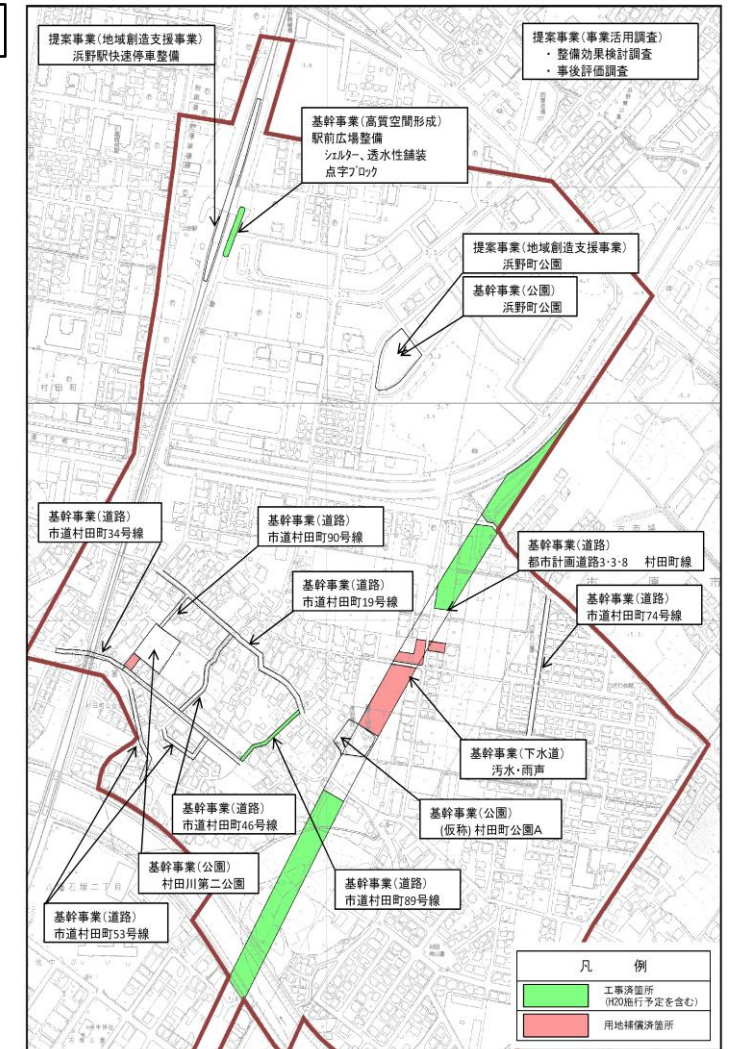 提案事業(地域創造支援事業)
浜野駅快速停車整備
提案事業(事業活用調査)
・ 整備効果検討調査
・ 事後評価調査
基幹事業(高質空間形成)
駅前広場整備
シェルター、透水性舗装
点字ブロック
提案事業(地域創造支援事業)
浜野町公園
基幹事業(公園)
浜野町公園
基幹事業(道路)
市道村田町34号線
基幹事業(道路)
市道村田町90号線
基幹事業(道路)
市道村田町19号線
基幹事業(道路)
都市計画道路3・3・8 村田町線
基幹事業(道路)
市道村田町74号線
基幹事業(下水道)
汚水・雨声
基幹事業(道路)
市道村田町46号線
基幹事業(公園)
(仮称)村田町公園A
基幹事業(公園)
村田川第二公園
基幹事業(道路)
市道村田町89号線
基幹事業(道路)
市道村田町53号線
村田町
八幡石塚二丁目
凡 例
工事済箇所
(H20施行予定を含む)
用地補償済箇所